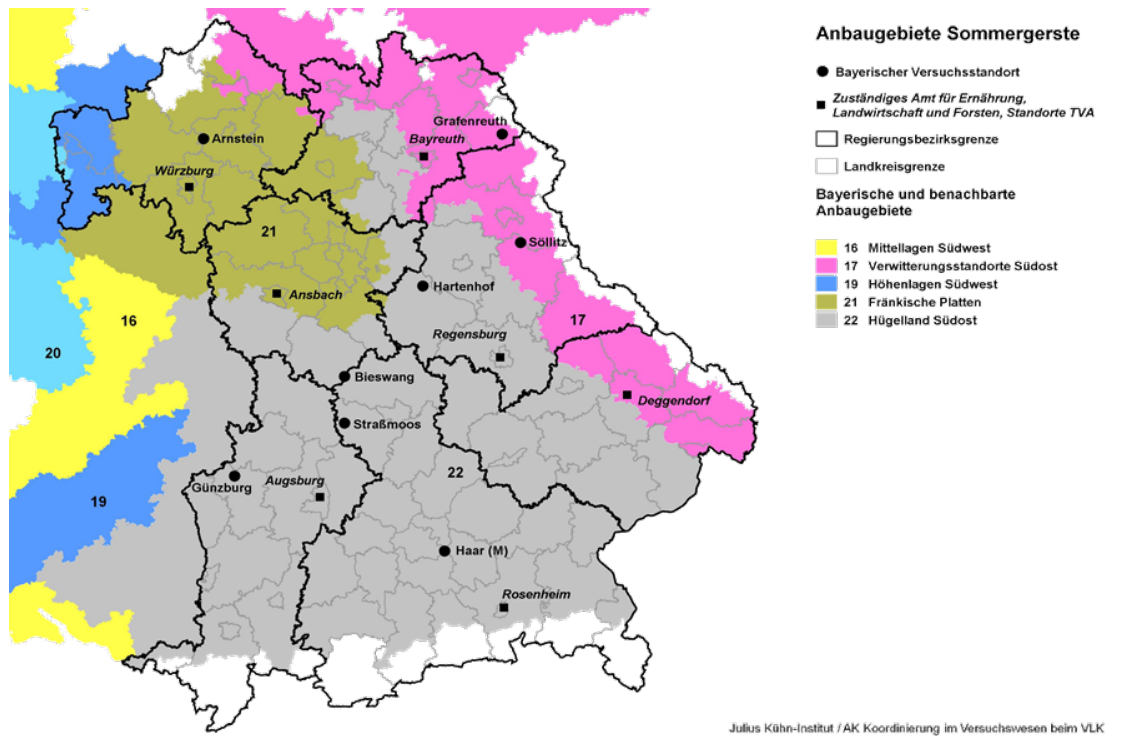 Anbaugebiete Sommergerste
Bayerischer Versuchsstandort
Zuständiges Amt für Ernährung,
Landwirtschaft und Forsten, Standorte TVA
Regierungsbezirksgrenze
Landkreisgrenze
Bayerische und benachbarte
Anbaugebiete
16 Mittellagen Südwest
17 Verwitterungsstandorte Südost
19 Höhenlagen Südwest
21 Fränkische Platten
22 Hügelland Südost
Grafenreuth
Arnstein
Bayreuth
Würzburg
21
Söllitz
Hartenhof
Ansbach
16
17
Regensburg
20
Bieswang
Deggendorf
Straßmoos
22
Augsburg
Günzburg
19
Haar (M)
Rosenheim
Julius Kühn-Institut / AK Koordinierung im Versuchswesen beim VLK